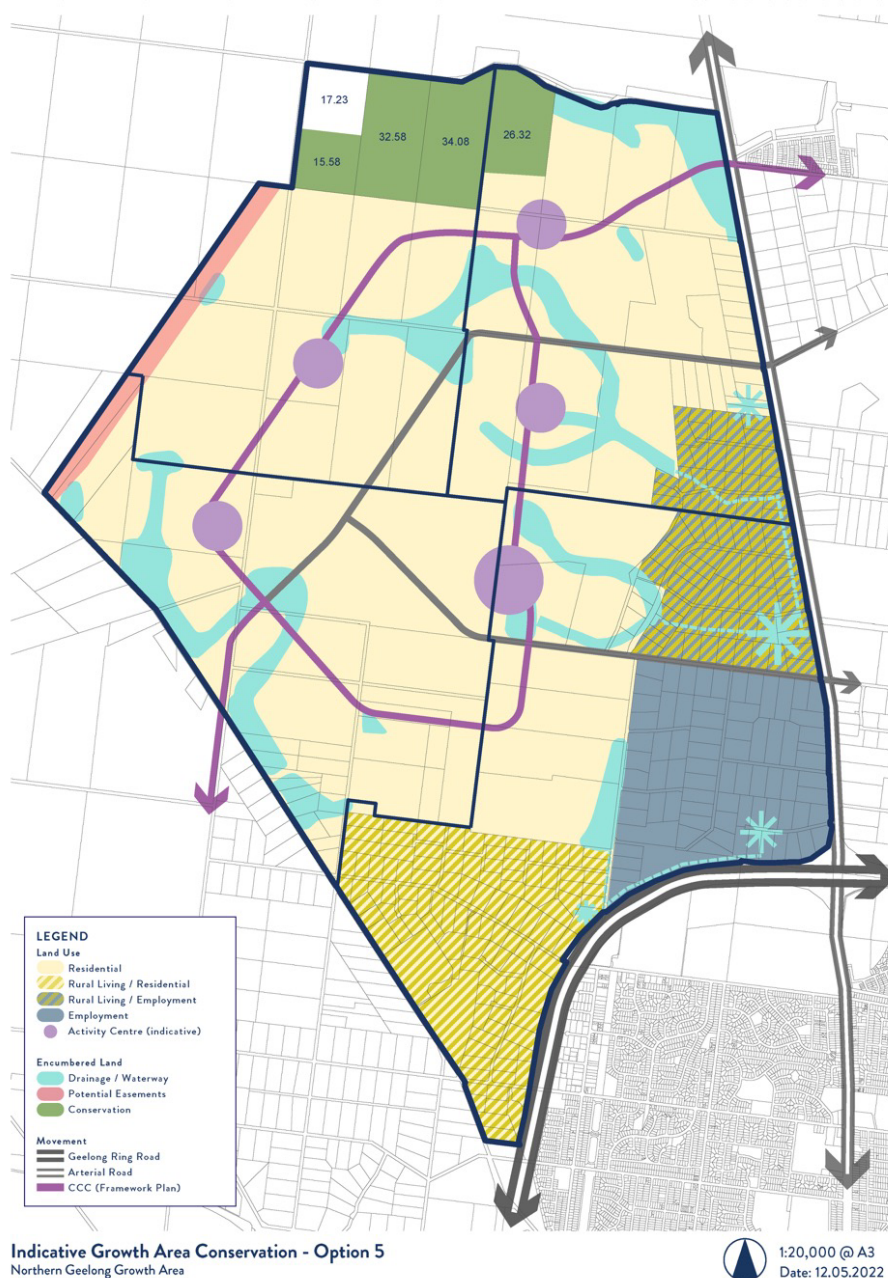 17.23
32.58
34.08
26.32
15.58
LEGEND
Land Use
Residential
Rural Living / Residential
Rural Living / Employment
Employment
Activity Centre (indicative)
Encumbered Land
Drainage / Waterway
Potential Easements
Conservation
Movement
Geelong Ring Road
Arterial Road
CCC (Framework Plan)
Indicative Growth Area Conservation - Option 5
Northern Geelong Growth Area
1:20,000 @ A3
Date: 12.05.2022